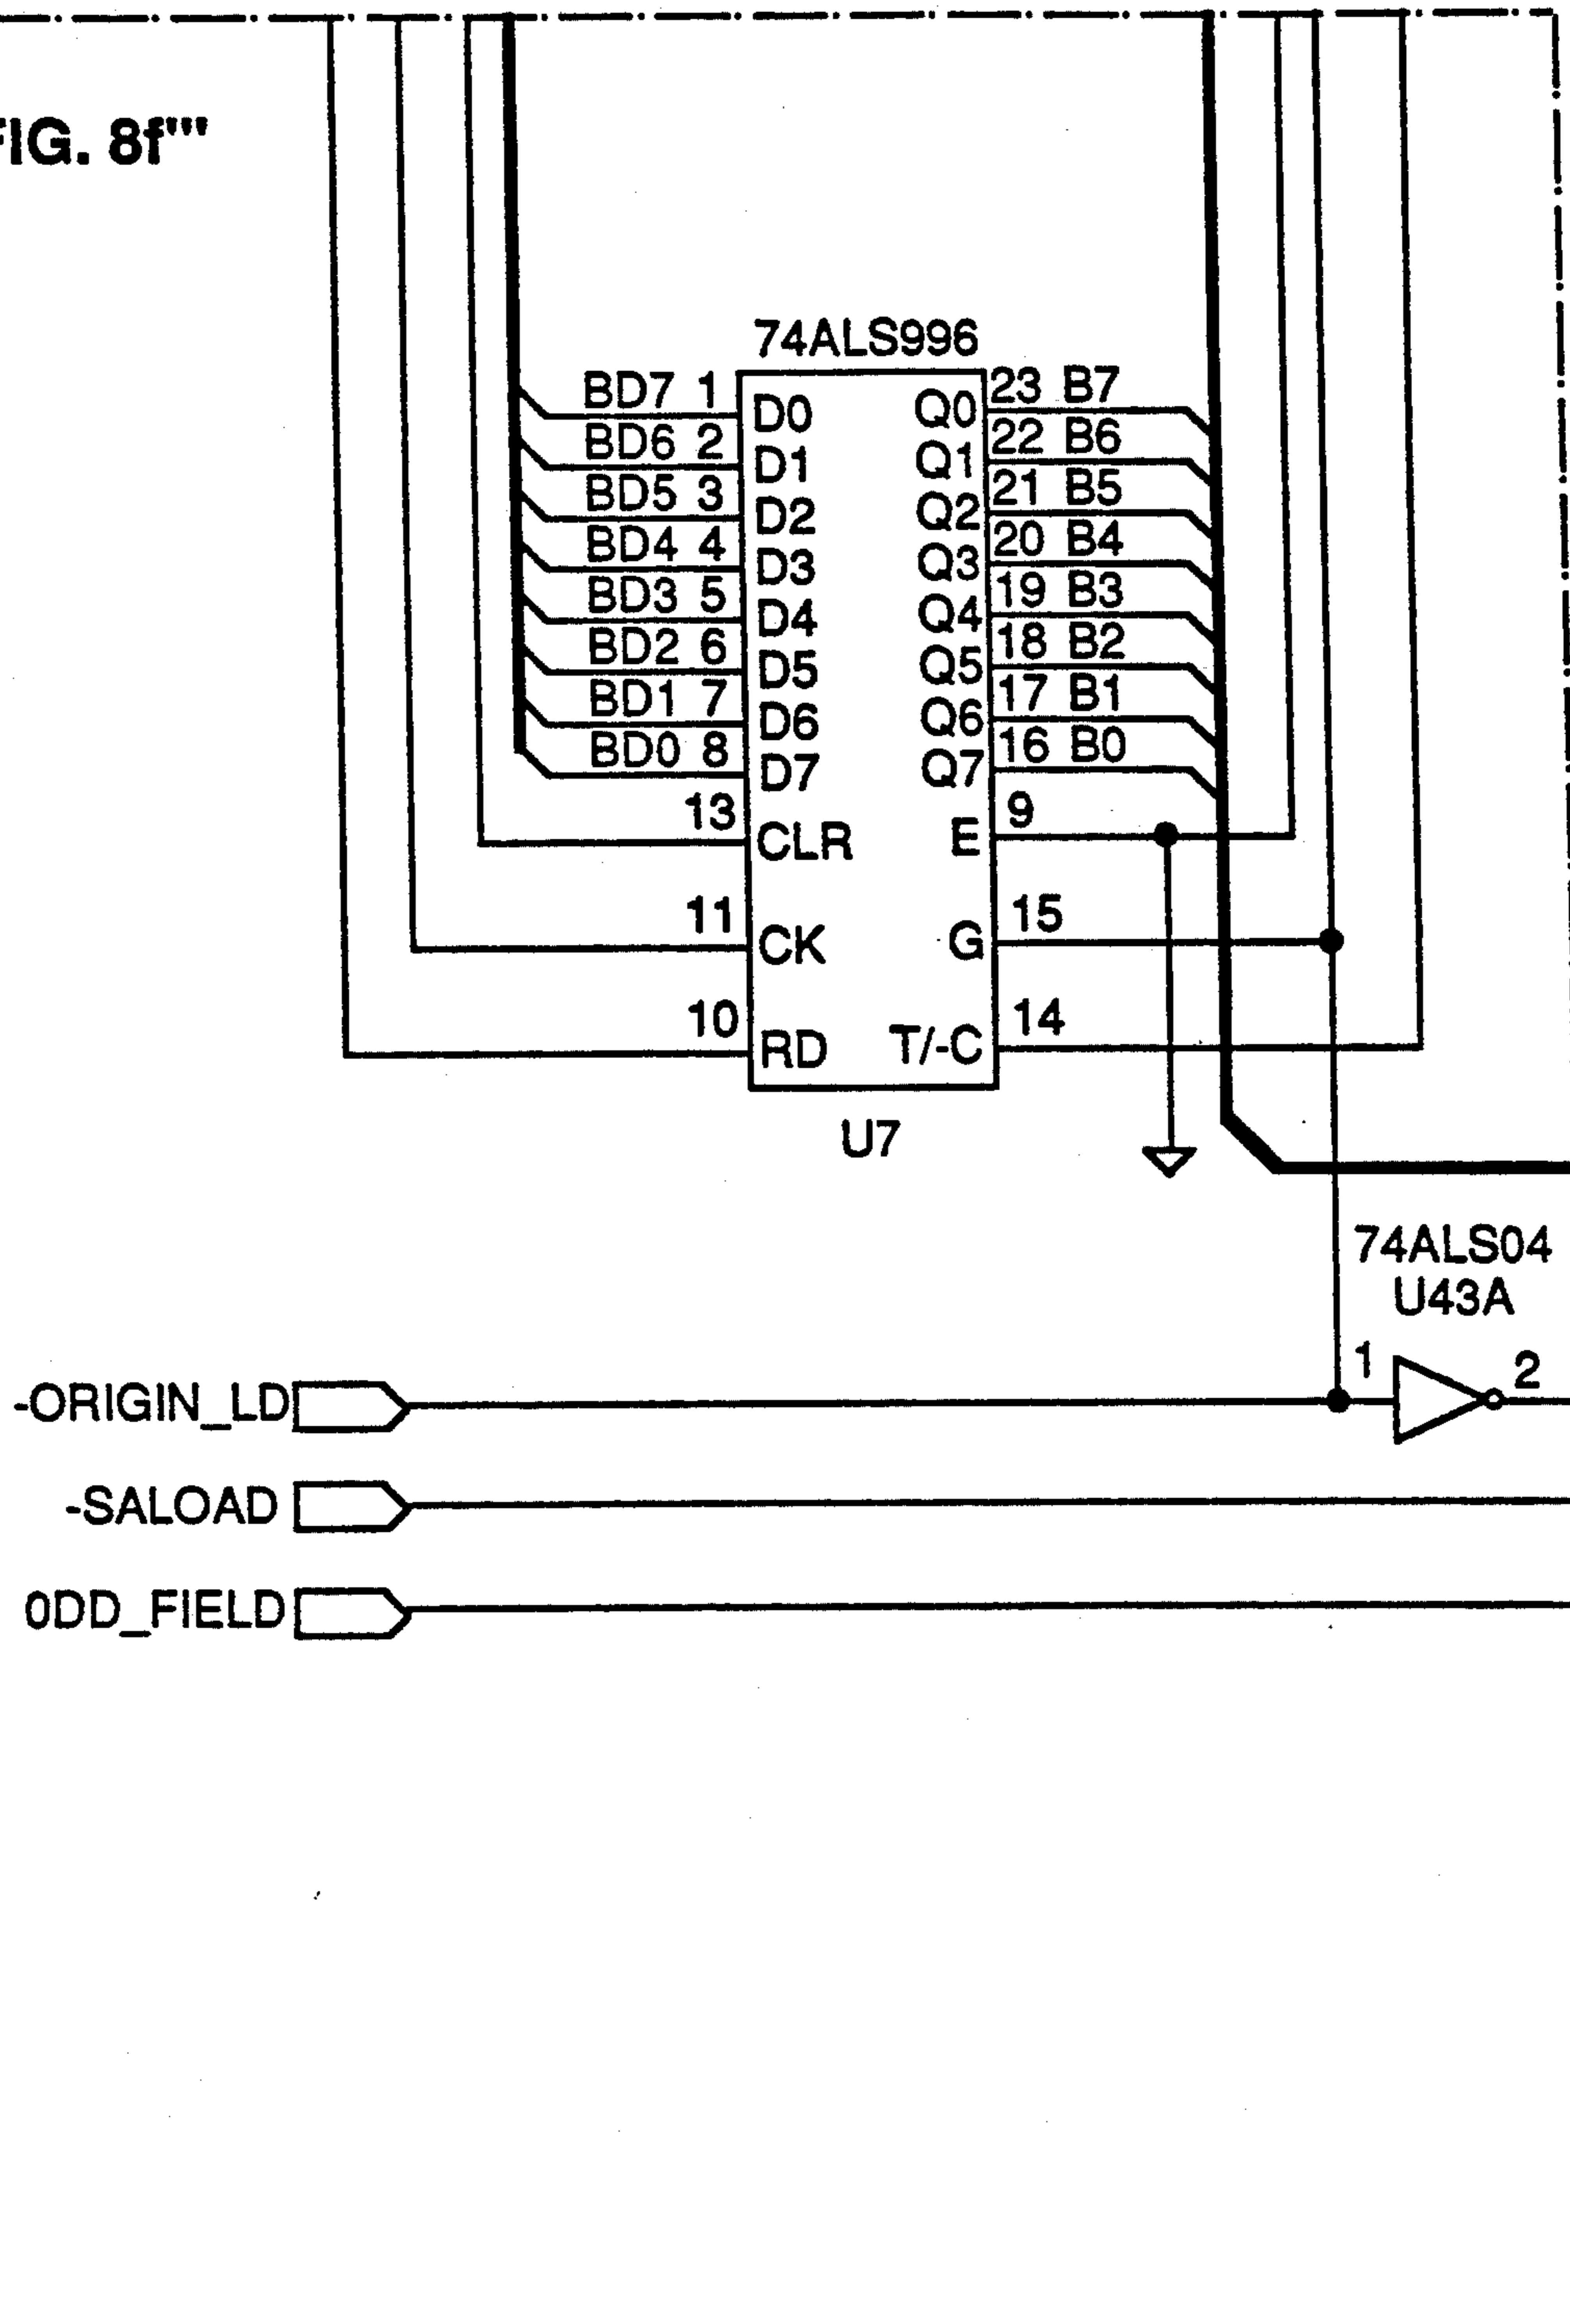 FIG. 8f'''
74ALS996
BD7 1 D0 Q0 23 B7
BD6 2 D1 Q1 22 B6
BD5 3 D2 Q2 21 B5
BD4 4 D3 Q3 20 B4
BD3 5 D4 Q4 19 B3
BD2 6 D5 Q5 18 B2
BD1 7 D6 Q6 17 B1
BD0 8 D7 Q7 16 B0
13 CLR E 9
11 CK G 15
10 RD T/-C 14
U7
74ALS04
U43A
-ORIGIN_LD 1 2
-SALOAD
0DD_FIELD